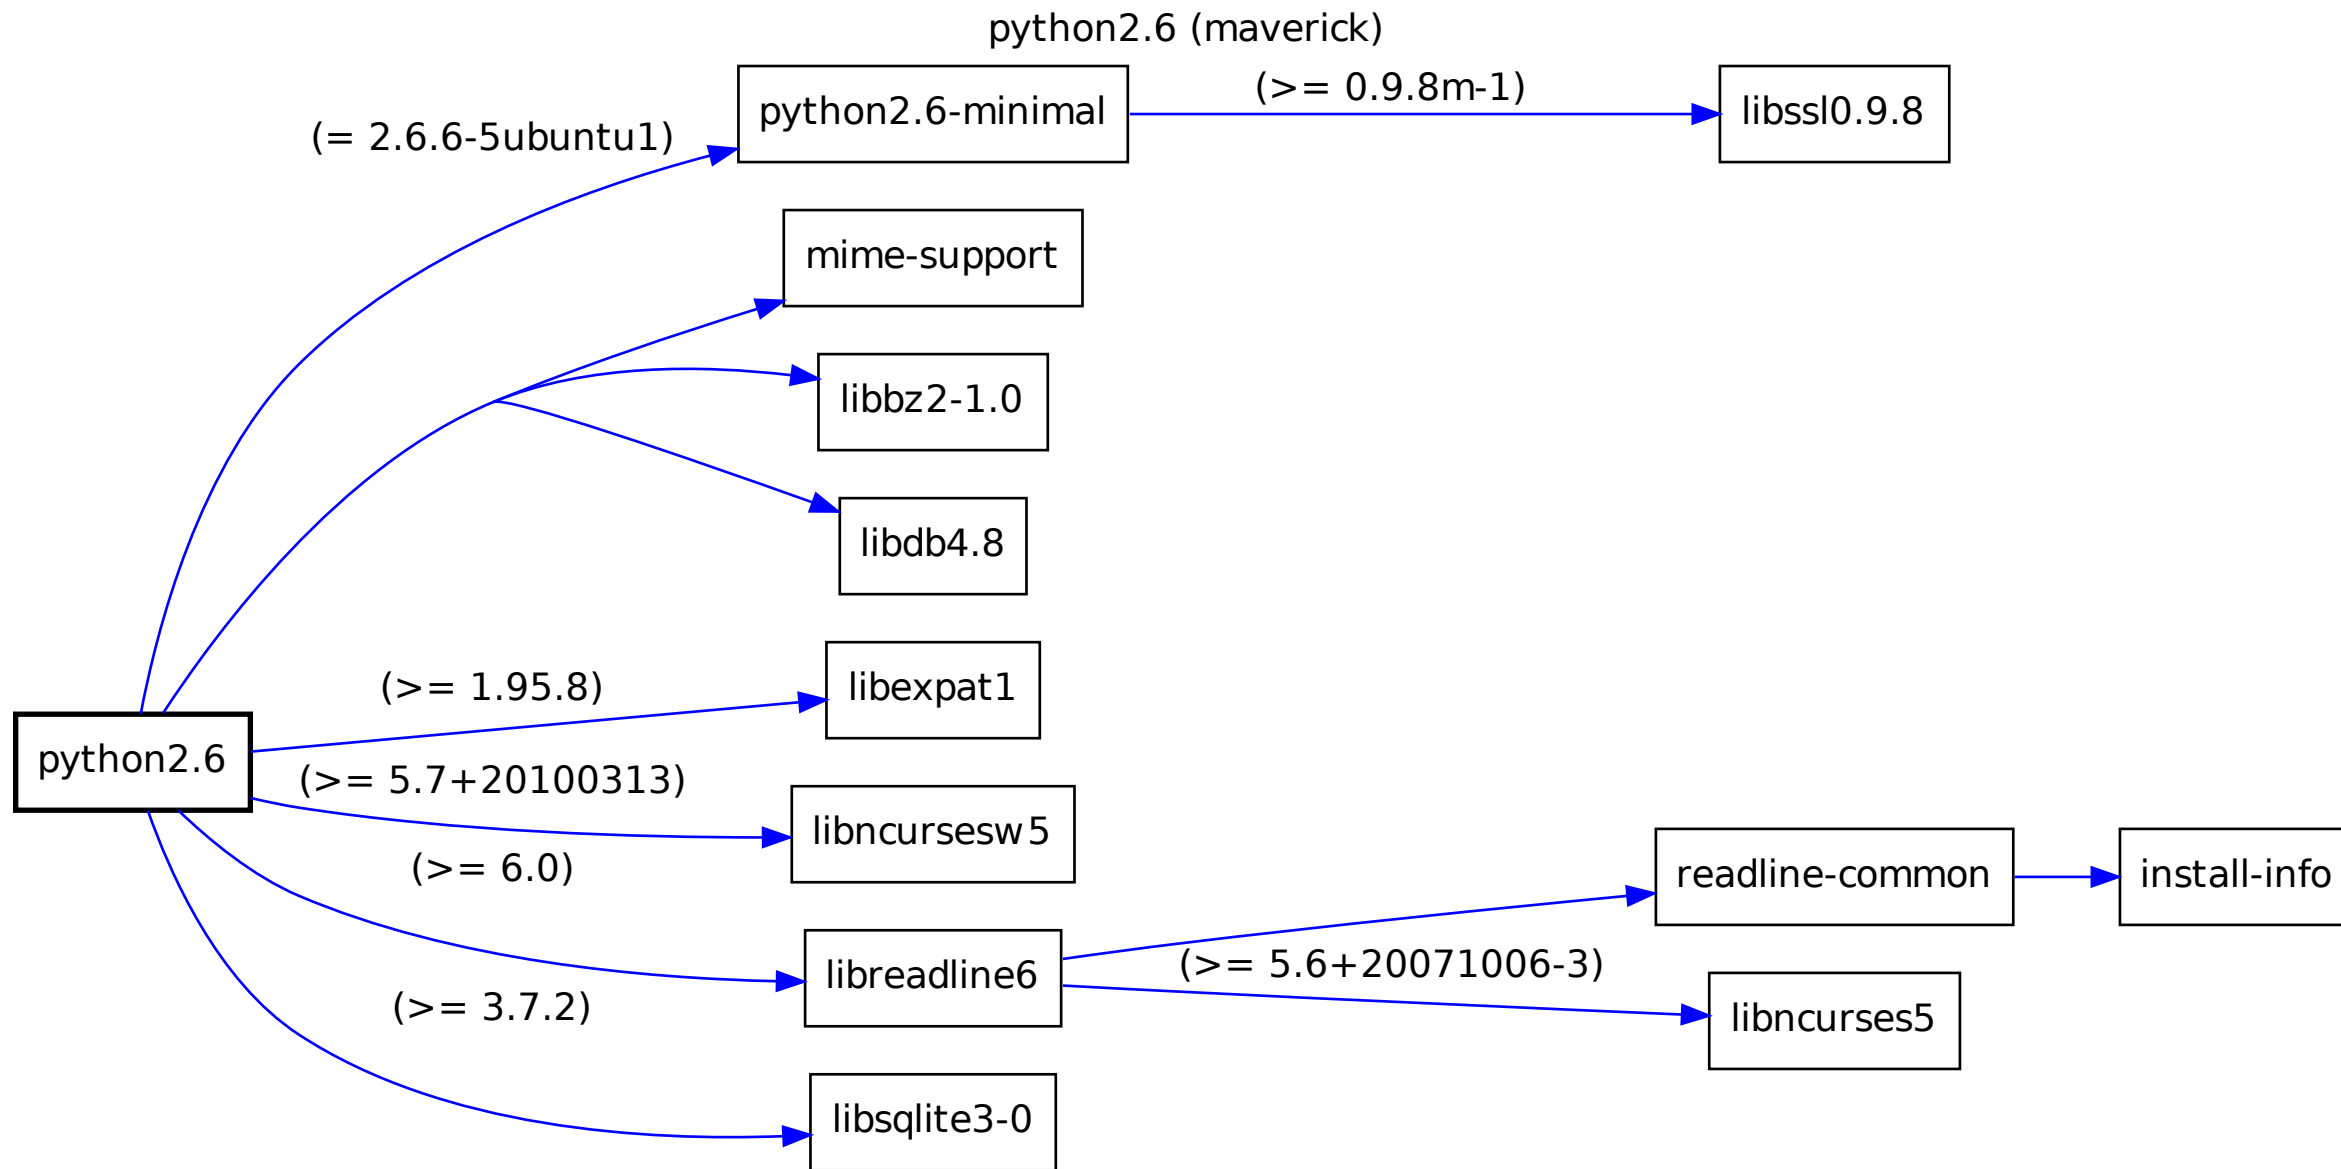 python2.6 (maverick)
python2.6-minimal
(>= 0.9.8m-1)
libssl0.9.8
(= 2.6.6-5ubuntu1)
mime-support
libbz2-1.0
libdb4.8
(>= 1.95.8)
libexpat1
python2.6
(>= 5.7+20100313)
libncursesw5
(>= 6.0)
readline-common
install-info
libreadline6
(>= 5.6+20071006-3)
(>= 3.7.2)
libncurses5
libsqlite3-0